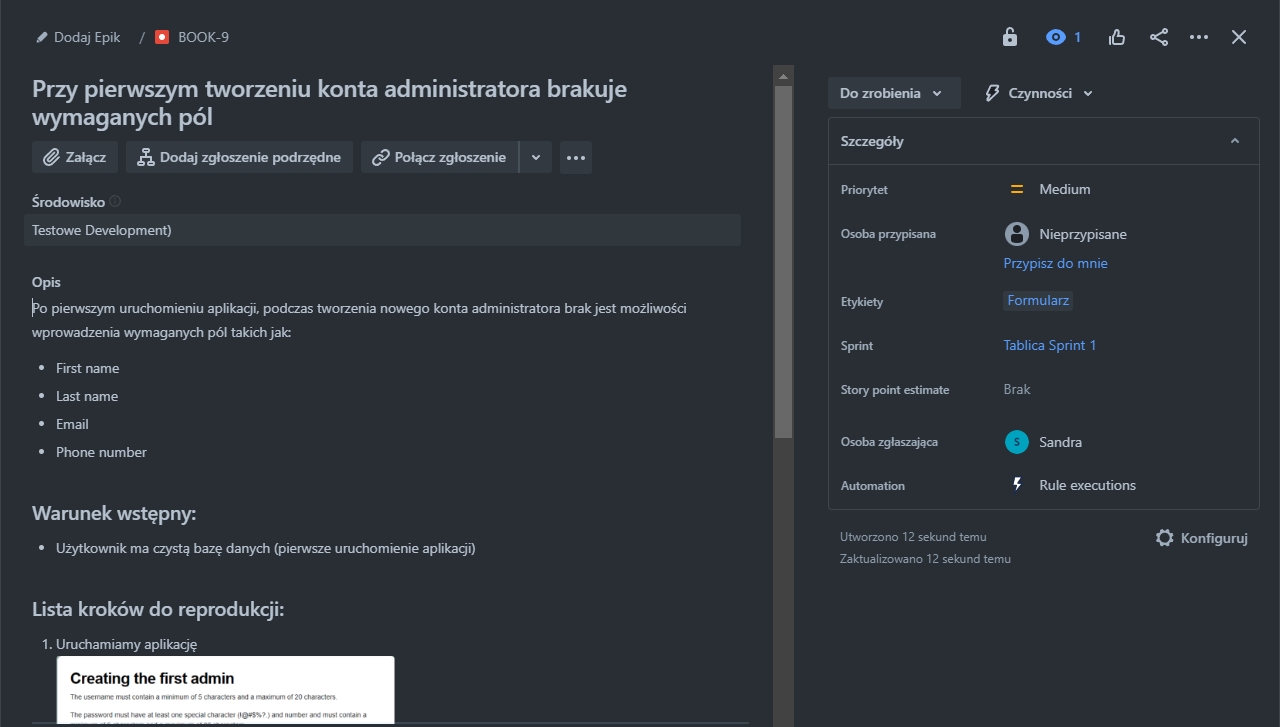 Dodaj Epik / BOOK-9
1
Przy pierwszym tworzeniu konta administratora brakuje
wymaganych pól
Załącz
Dodaj zgłoszenie podrzędne
Połącz zgłoszenie
Środowisko
Testowe Development)
Opis
Po pierwszym uruchomieniu aplikacji, podczas tworzenia nowego konta administratora brak jest możliwości
wprowadzenia wymaganych pól takich jak:
• First name
• Last name
• Email
• Phone number
Warunek wstępny:
• Użytkownik ma czystą bazę danych (pierwsze uruchomienie aplikacji)
Lista kroków do reprodukcji:
1. Uruchamiamy aplikację
Creating the first admin
The username must contain a minimum of 5 characters and a maximum of 20 characters.
The password must have at least one special character (!@#$%?.) and number and must contain a
Do zrobienia
Czynności
Szczegóły
Priorytet
Medium
Osoba przypisana
Nieprzypisane
Przypisz do mnie
Etykiety
Formularz
Sprint
Tablica Sprint 1
Story point estimate
Brak
Osoba zgłaszająca
S
Sandra
Automation
Rule executions
Utworzono 12 sekund temu
Zaktualizowano 12 sekund temu
Konfiguruj